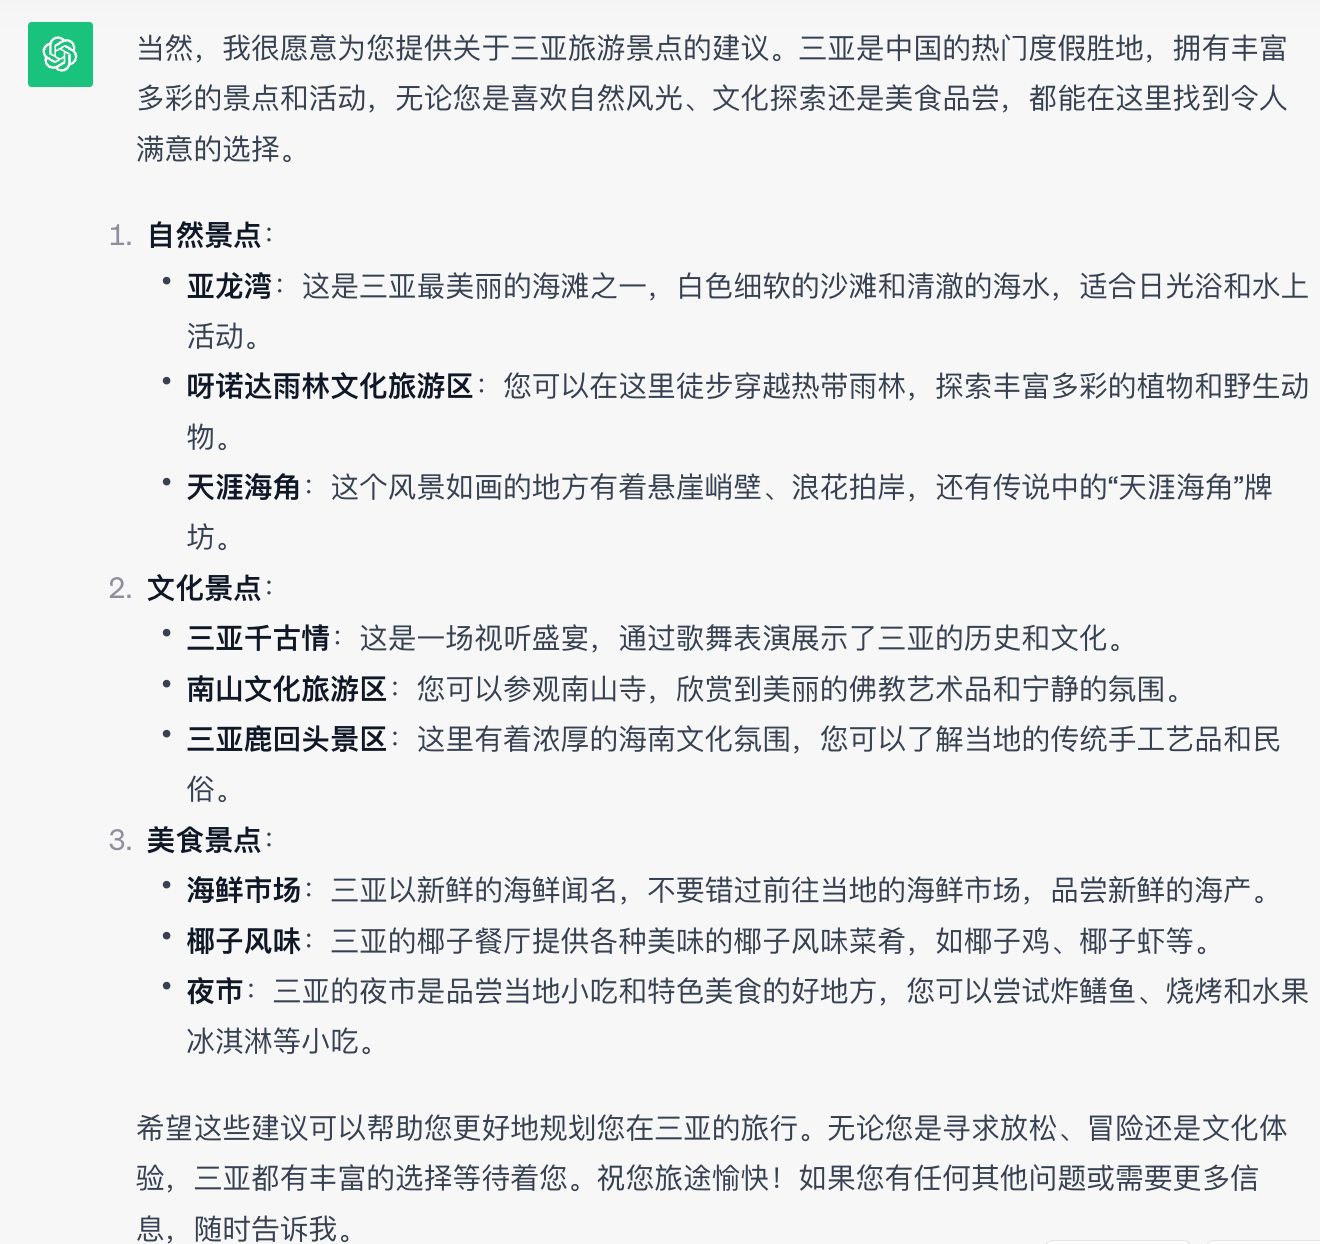 当然，我很愿意为您提供关于三亚旅游景点的建议。三亚是中国的热门度假胜地，拥有丰富
多彩的景点和活动，无论您是喜欢自然风光、文化探索还是美食品尝，都能在这里找到令人
满意的选择。
1. 自然景点：
• 亚龙湾：这是三亚最美丽的海滩之一，白色细软的沙滩和清澈的海水，适合日光浴和水上
活动。
• 呀诺达雨林文化旅游区：您可以在这里徒步穿越热带雨林，探索丰富多彩的植物和野生动
物。
• 天涯海角：这个风景如画的地方有着悬崖峭壁、浪花拍岸，还有传说中的“天涯海角”牌
坊。
2. 文化景点：
• 三亚千古情：这是一场视听盛宴，通过歌舞表演展示了三亚的历史和文化。
• 南山文化旅游区：您可以参观南山寺，欣赏到美丽的佛教艺术品和宁静的氛围。
• 三亚鹿回头景区：这里有着浓厚的海南文化氛围，您可以了解当地的传统手工艺品和民
俗。
3. 美食景点：
• 海鲜市场：三亚以新鲜的海鲜闻名，不要错过前往当地的海鲜市场，品尝新鲜的海产。
• 椰子风味：三亚的椰子餐厅提供各种美味的椰子风味菜肴，如椰子鸡、椰子虾等。
• 夜市：三亚的夜市是品尝当地小吃和特色美食的好地方，您可以尝试炸鳝鱼、烧烤和水果
冰淇淋等小吃。
希望这些建议可以帮助您更好地规划您在三亚的旅行。无论您是寻求放松、冒险还是文化体
验，三亚都有丰富的选择等待着您。祝您旅途愉快！如果您有任何其他问题或需要更多信
息，随时告诉我。